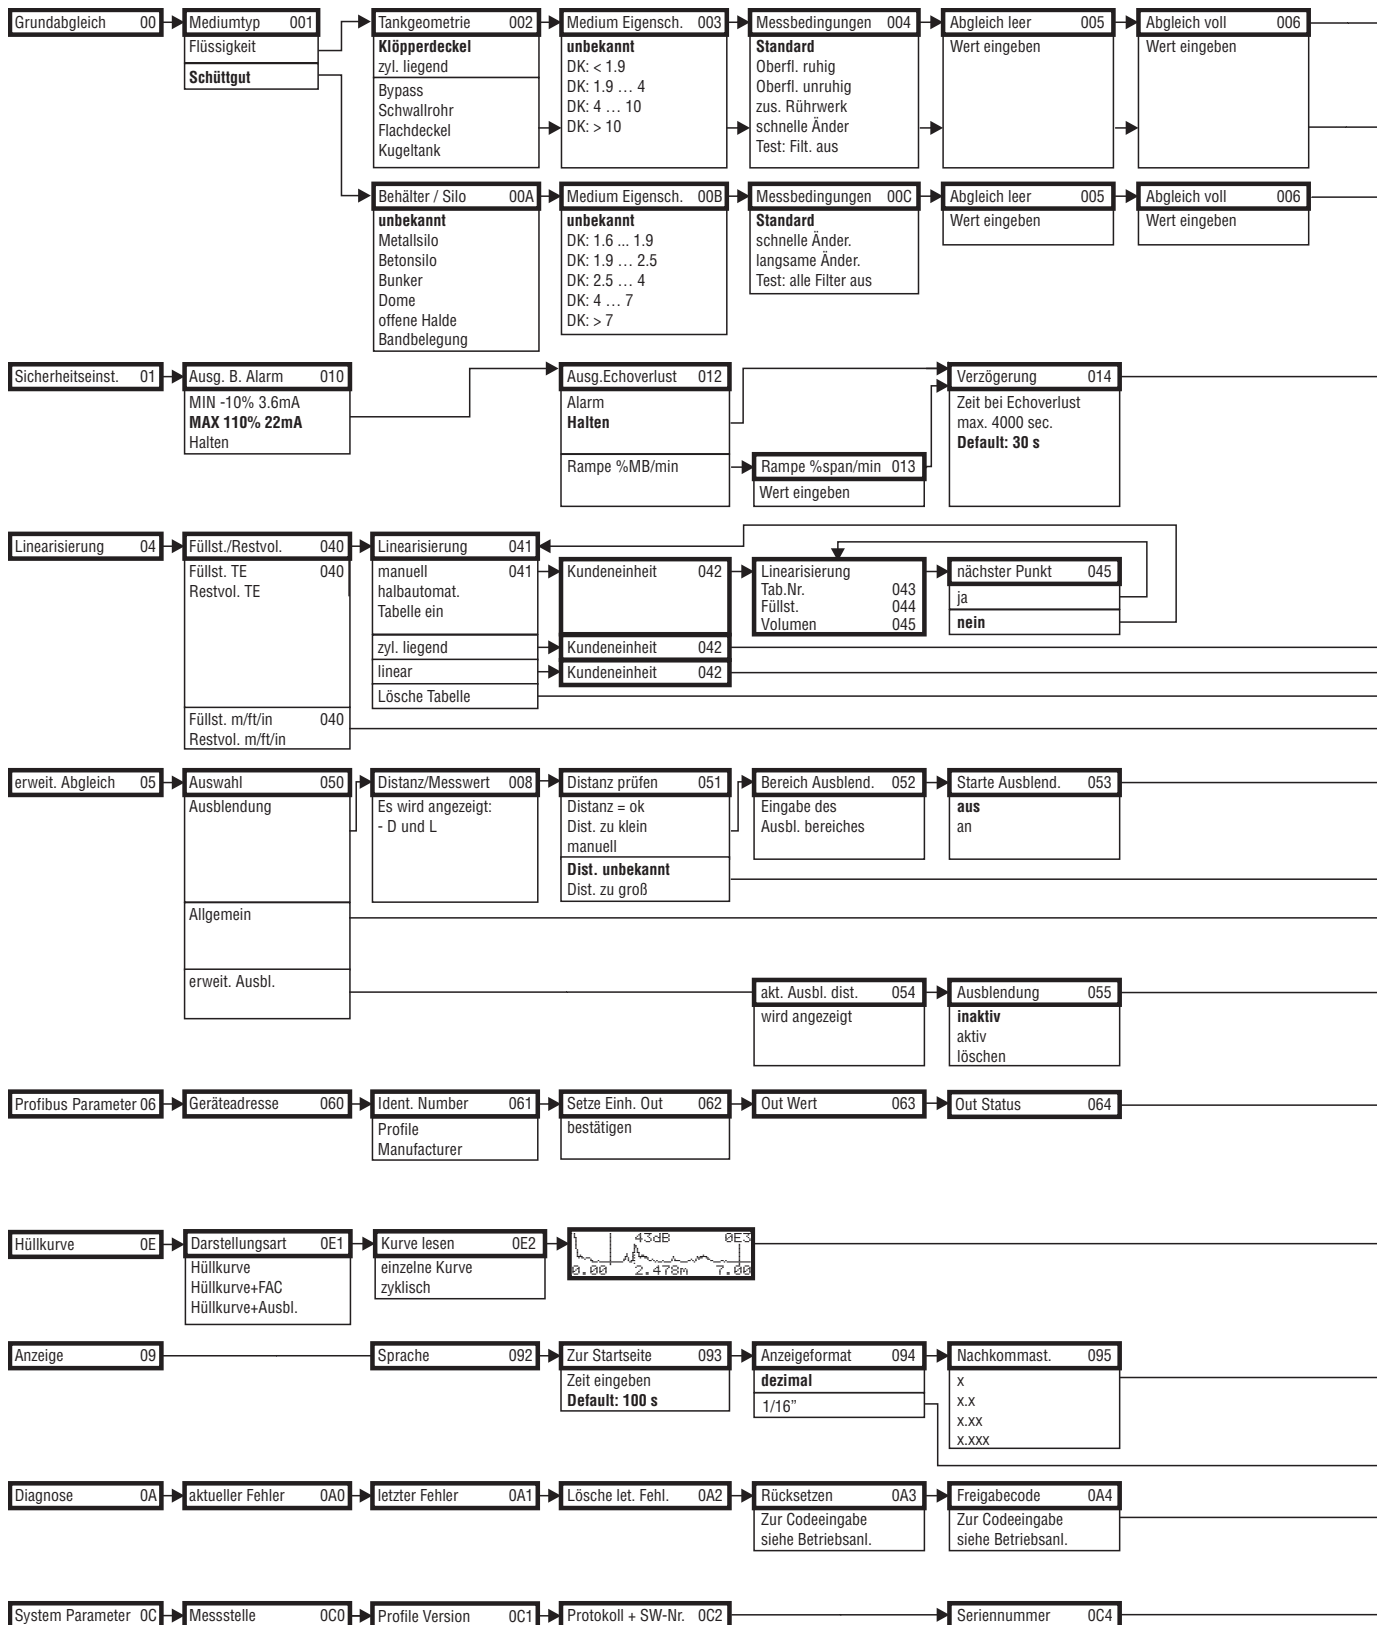 Grundabgleich 00
Mediumtyp 001
Flüssigkeit
Schüttgut
Tankgeometrie 002
Klöpperdeckel
zyl. liegend
Bypass
Schwallrohr
Flachdeckel
Kugeltank
Medium Eigensch. 003
unbekannt
DK: < 1.9
DK: 1.9 … 4
DK: 4 … 10
DK: > 10
Messbedingungen 004
Standard
Oberfl. ruhig
Oberfl. unruhig
zus. Rührwerk
schnelle Änder
Test: Filt. aus
Abgleich leer 005
Wert eingeben
Abgleich voll 006
Wert eingeben
Behälter / Silo 00A
unbekannt
Metallsilo
Betonsilo
Bunker
Dome
offene Halde
Bandbelegung
Medium Eigensch. 00B
unbekannt
DK: 1.6 ... 1.9
DK: 1.9 … 2.5
DK: 2.5 … 4
DK: 4 … 7
DK: > 7
Messbedingungen 00C
Standard
schnelle Änder.
langsame Änder.
Test: alle Filter aus
Abgleich leer 005
Wert eingeben
Abgleich voll 006
Wert eingeben
Sicherheitseinst. 01
Ausg. B. Alarm 010
MIN -10% 3.6mA
MAX 110% 22mA
Halten
Ausg.Echoverlust 012
Alarm
Halten
Rampe %MB/min
Rampe %span/min 013
Wert eingeben
Verzögerung 014
Zeit bei Echoverlust
max. 4000 sec.
Default: 30 s
Linearisierung 04
Füllst./Restvol. 040
Füllst. TE 040
Restvol. TE
Füllst. m/ft/in 040
Restvol. m/ft/in
Linearisierung 041
manuell 041
halbautomat.
Tabelle ein
zyl. liegend
linear
Lösche Tabelle
Kundeneinheit 042
Kundeneinheit 042
Kundeneinheit 042
Linearisierung
Tab.Nr. 043
Füllst. 044
Volumen 045
nächster Punkt 045
ja
nein
erweit. Abgleich 05
Auswahl 050
Ausblendung
Allgemein
erweit. Ausbl.
Distanz/Messwert 008
Es wird angezeigt:
- D und L
Distanz prüfen 051
Distanz = ok
Dist. zu klein
manuell
Dist. unbekannt
Dist. zu groß
Bereich Ausblend. 052
Eingabe des
Ausbl. bereiches
Starte Ausblend. 053
aus
an
akt. Ausbl. dist. 054
wird angezeigt
Ausblendung 055
inaktiv
aktiv
löschen
Profibus Parameter 06
Geräteadresse 060
Ident. Number 061
Profile
Manufacturer
Setze Einh. Out 062
bestätigen
Out Wert 063
Out Status 064
Hüllkurve 0E
Darstellungsart 0E1
Hüllkurve
Hüllkurve+FAC
Hüllkurve+Ausbl.
Kurve lesen 0E2
einzelne Kurve
zyklisch
43dB 0E3
0.00 2.478m 7.00
Anzeige 09
Sprache 092
Zur Startseite 093
Zeit eingeben
Default: 100 s
Anzeigeformat 094
dezimal
1/16”
Nachkommast. 095
x
x.x
x.xx
x.xxx
Diagnose 0A
aktueller Fehler 0A0
letzter Fehler 0A1
Lösche let. Fehl. 0A2
Rücksetzen 0A3
Zur Codeeingabe
siehe Betriebsanl.
Freigabecode 0A4
Zur Codeeingabe
siehe Betriebsanl.
System Parameter 0C
Messstelle 0C0
Profile Version 0C1
Protokoll + SW-Nr. 0C2
Seriennummer 0C4